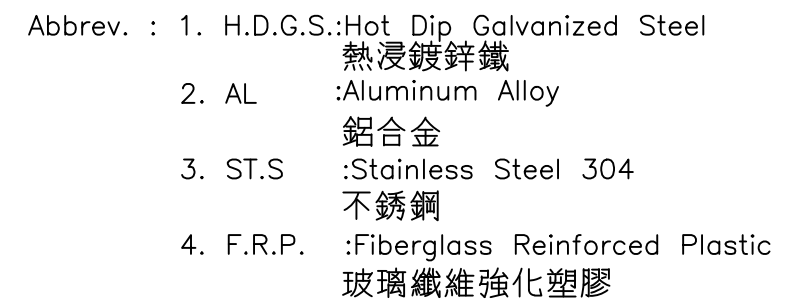 Abbrev. : 1. H.D.G.S.:Hot Dip Galvanized Steel
熱浸鍍鋅鐵
2. AL :Aluminum Alloy
鋁合金
3. ST.S :Stainless Steel 304
不銹鋼
4. F.R.P. :Fiberglass Reinforced Plastic
玻璃纖維強化塑膠